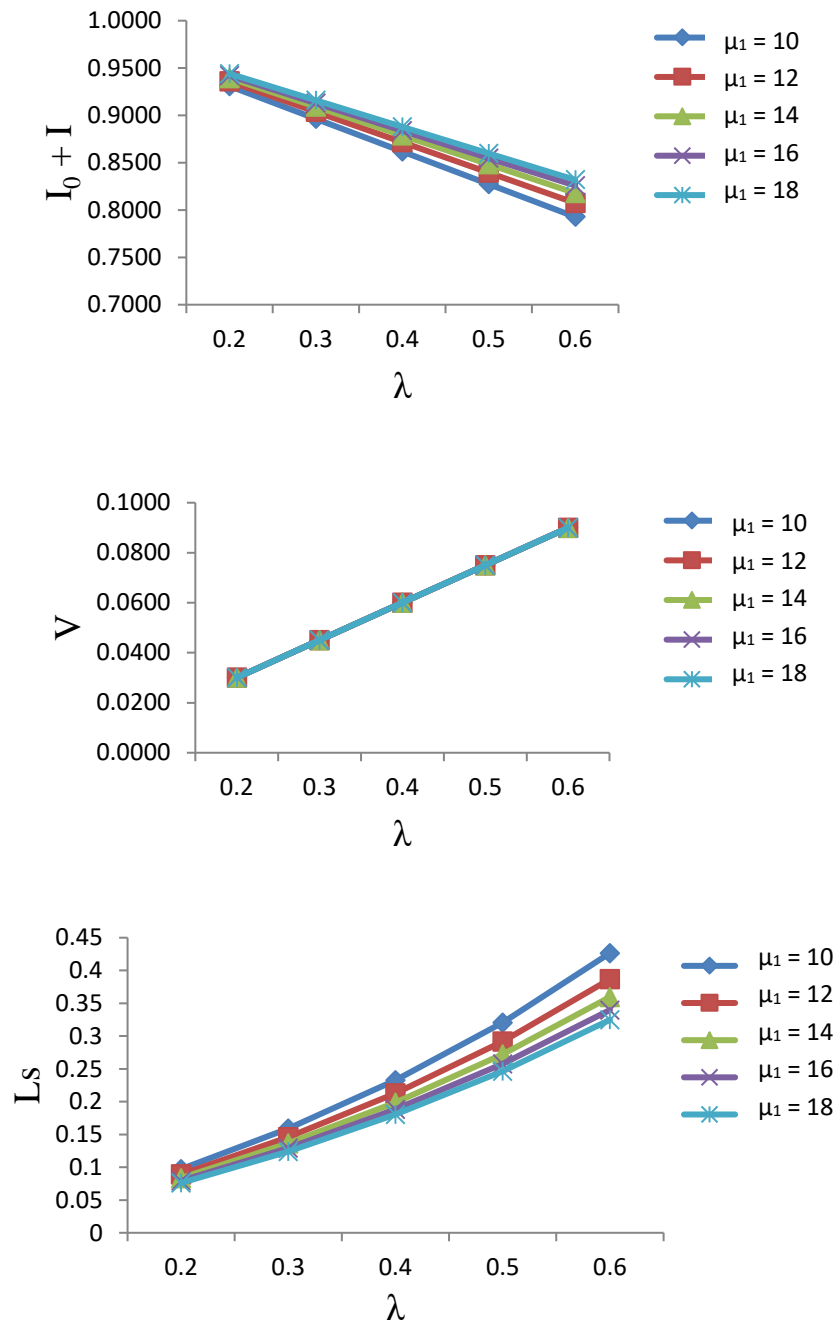 1.0000
0.9500
0.9000
0.8500
0.8000
0.7500
0.7000
I₀ + I
0.2 0.3 0.4 0.5 0.6
λ
μ₁ = 10
μ₁ = 12
μ₁ = 14
μ₁ = 16
μ₁ = 18
0.1000
0.0800
0.0600
0.0400
0.0200
0.0000
V
0.2 0.3 0.4 0.5 0.6
λ
μ₁ = 10
μ₁ = 12
μ₁ = 14
μ₁ = 16
μ₁ = 18
0.45
0.4
0.35
0.3
0.25
0.2
0.15
0.1
0.05
0
Ls
0.2 0.3 0.4 0.5 0.6
λ
μ₁ = 10
μ₁ = 12
μ₁ = 14
μ₁ = 16
μ₁ = 18